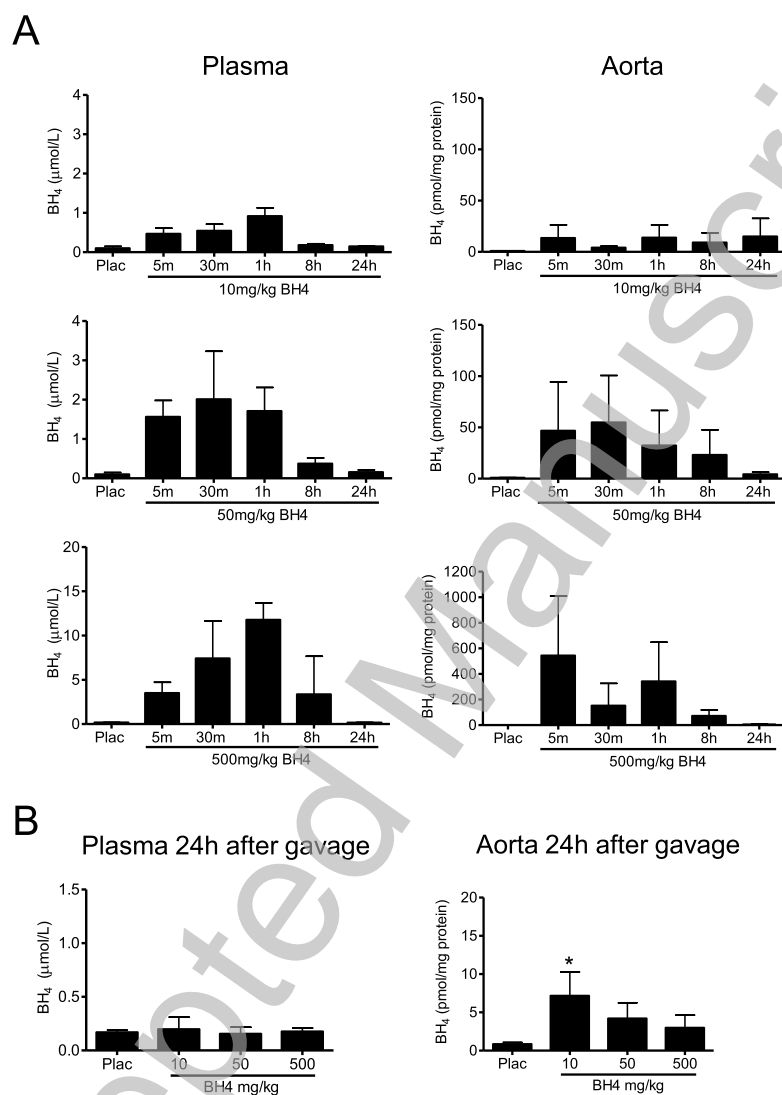 A
Plasma
Aorta
4
3
2
1
0
BH₄ (μmol/L)
Plac 5m 30m 1h 8h 24h
10mg/kg BH4
150
100
50
0
BH₄ (pmol/mg protein)
Plac 5m 30m 1h 8h 24h
10mg/kg BH4
4
3
2
1
0
BH₄ (μmol/L)
Plac 5m 30m 1h 8h 24h
50mg/kg BH4
150
100
50
0
BH₄ (pmol/mg protein)
Plac 5m 30m 1h 8h 24h
50mg/kg BH4
20
15
10
5
0
BH₄ (μmol/L)
Plac 5m 30m 1h 8h 24h
500mg/kg BH4
1200
1000
800
600
400
200
0
BH₄ (pmol/mg protein)
Plac 5m 30m 1h 8h 24h
500mg/kg BH4
B
Plasma 24h after gavage
Aorta 24h after gavage
1.5
1.0
0.5
0.0
BH₄ (μmol/L)
Plac 10 50 500
BH4 mg/kg
20
15
10
5
0
BH₄ (pmol/mg protein)
*
Plac 10 50 500
BH4 mg/kg